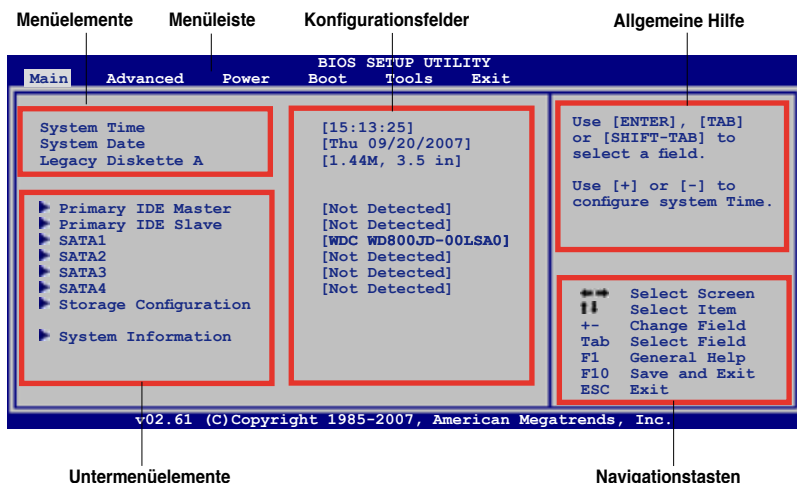 Menüelemente Menüleiste Konfigurationsfelder Allgemeine Hilfe
BIOS SETUP UTILITY
Main Advanced Power Boot Tools Exit
System Time [15:13:25]
System Date [Thu 09/20/2007]
Legacy Diskette A [1.44M, 3.5 in]
Primary IDE Master [Not Detected]
Primary IDE Slave [Not Detected]
SATA1 [WDC WD800JD-00LSA0]
SATA2 [Not Detected]
SATA3 [Not Detected]
SATA4 [Not Detected]
Storage Configuration
System Information
Use [ENTER], [TAB]
or [SHIFT-TAB] to
select a field.
Use [+] or [-] to
configure system Time.
Select Screen
Select Item
+- Change Field
Tab Select Field
F1 General Help
F10 Save and Exit
ESC Exit
v02.61 (C)Copyright 1985-2007, American Megatrends, Inc.
Untermenüelemente Navigationstasten